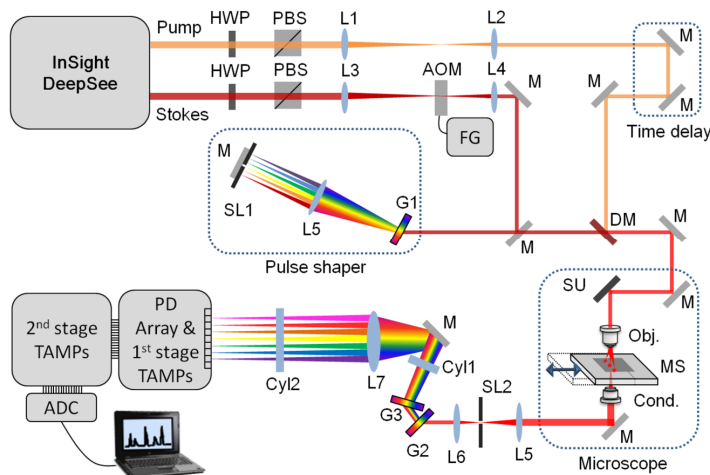 InSight
DeepSee
Pump
HWP
PBS
L1
L2
M
M
Time delay
Stokes
HWP
PBS
L3
AOM
L4
M
M
FG
M
SL1
L5
G1
Pulse shaper
M
DM
M
M
SU
Obj.
MS
Cond.
M
Microscope
2nd stage
TAMPs
PD
Array &
1st stage
TAMPs
ADC
Cyl2
L7
M
Cyl1
G3
G2
L6
SL2
L5